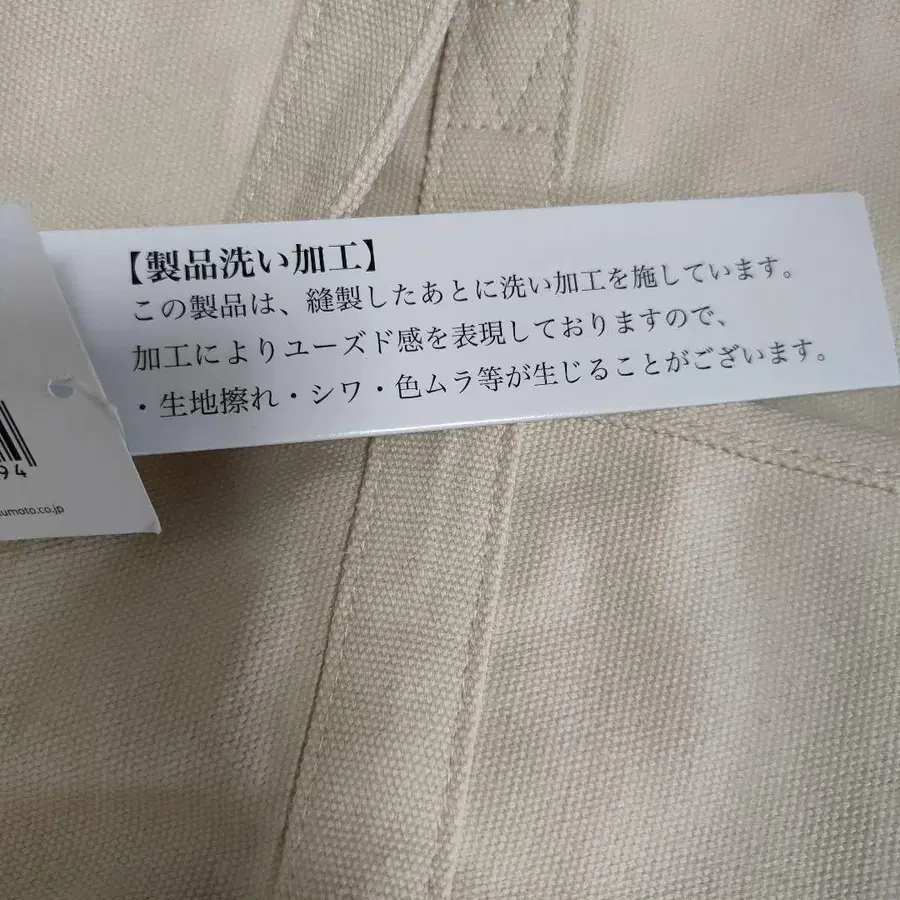 【製品洗い加工】
この製品は、縫製したあとに洗い加工を施しています。
加工によりユーズド感を表現しておりますので、
・生地擦れ・シワ・色ムラ等が生じることがございます。
94
umoto.co.jp